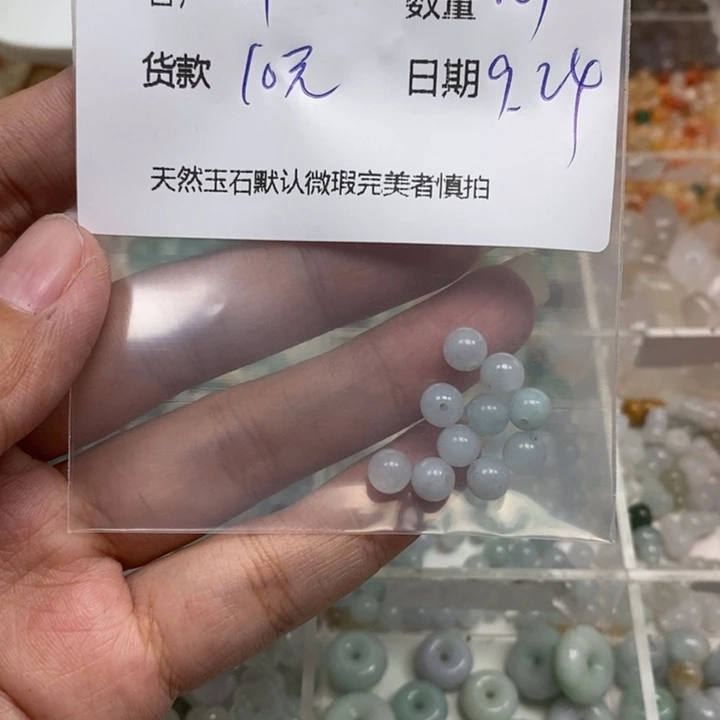 数量
货款 10元 日期 9.24
天然玉石默认微瑕完美者慎拍